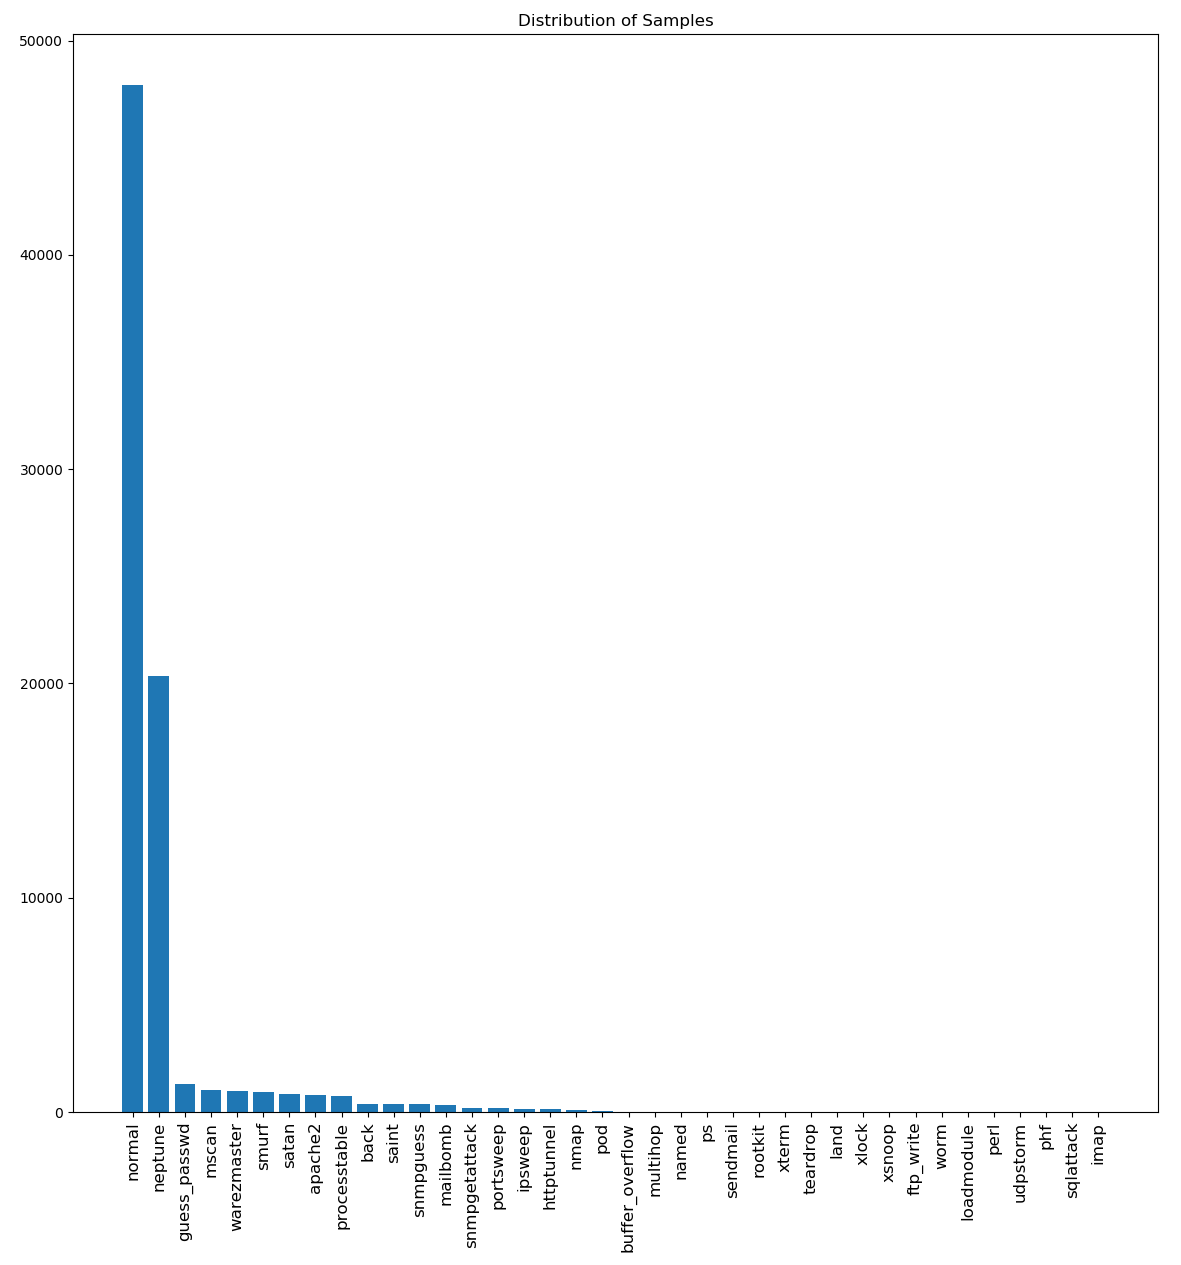 Distribution of Samples
50000
40000
30000
20000
10000
0
normal
neptune
guess_passwd
mscan
warezmaster
smurf
satan
apache2
processtable
back
saint
snmpguess
mailbomb
snmpgetattack
portsweep
ipsweep
httptunnel
nmap
pod
buffer_overflow
multihop
named
ps
sendmail
rootkit
xterm
teardrop
land
xlock
xsnoop
ftp_write
worm
loadmodule
perl
udpstorm
phf
sqlattack
imap